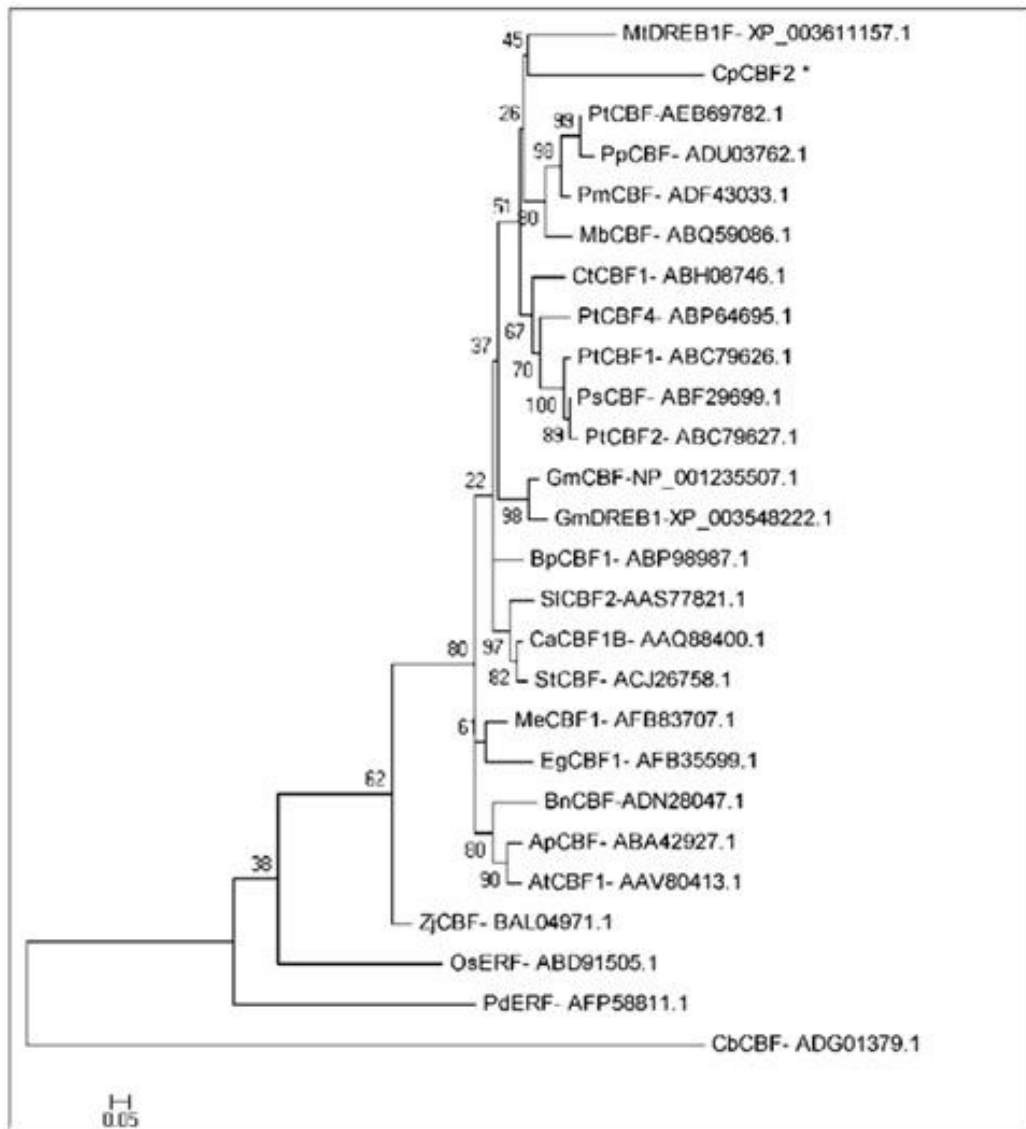 45
MtDREB1F- XP_003611157.1
CpCBF2 *
26
99
PtCBF-AEB69782.1
98
PpCBF- ADU03762.1
PmCBF- ADF43033.1
51
80
MbCBF- ABQ59086.1
CtCBF1- ABH08746.1
67
PtCBF4- ABP64695.1
37
70
PtCBF1- ABC79626.1
100
PsCBF- ABF29699.1
89
PtCBF2- ABC79627.1
22
GmCBF-NP_001235507.1
98
GmDREB1-XP_003548222.1
BpCBF1- ABP98987.1
SlCBF2-AAS77821.1
80
97
CaCBF1B- AAQ88400.1
82
StCBF- ACJ26758.1
61
MeCBF1- AFB83707.1
EgCBF1- AFB35599.1
62
BnCBF-ADN28047.1
80
ApCBF- ABA42927.1
38
90
AtCBF1- AAV80413.1
ZjCBF- BAL04971.1
OsERF- ABD91505.1
PdERF- AFP58811.1
CbCBF- ADG01379.1
0.05